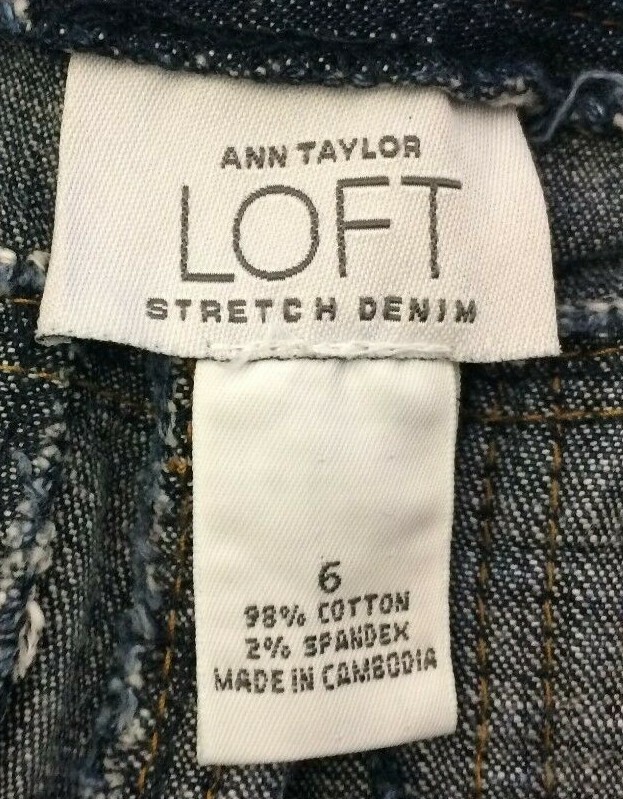 ANN TAYLOR
LOFT
STRETCH DENIM
6
98% COTTON
2% SPANDEX
MADE IN CAMBODIA